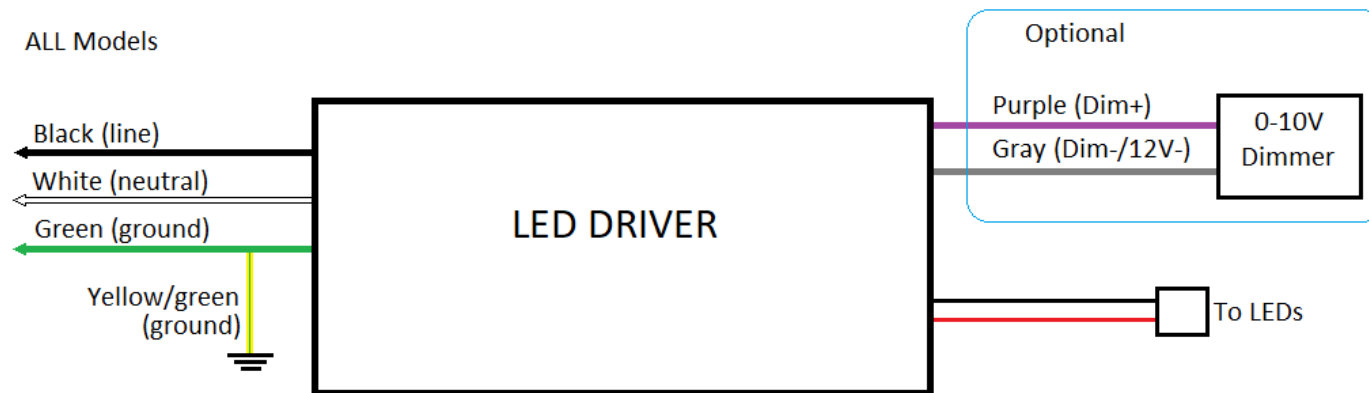 ALL Models
Optional
Black (line)
White (neutral)
Green (ground)
Yellow/green
(ground)
LED DRIVER
Purple (Dim+)
Gray (Dim-/12V-)
0-10V
Dimmer
To LEDs